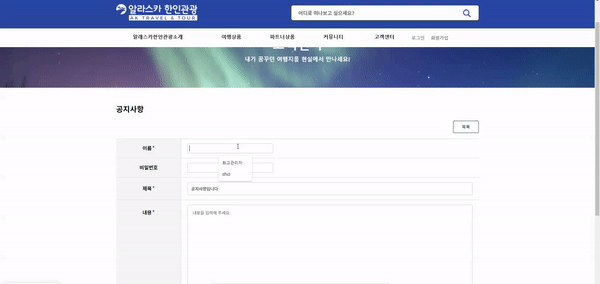 알라스카 한인관광
AK TRAVEL & TOUR
어디로 떠나보고 싶으세요?
알래스카한인관광소개
여행상품
파트너상품
커뮤니티
고객센터
로그인
회원가입
내가 꿈꾸던 여행지를 현실에서 만나세요!
공지사항
목록
이름 *
최고관리자
비밀번호
제목 *
공지사항입니다
내용 *
내용을 입력해 주세요.